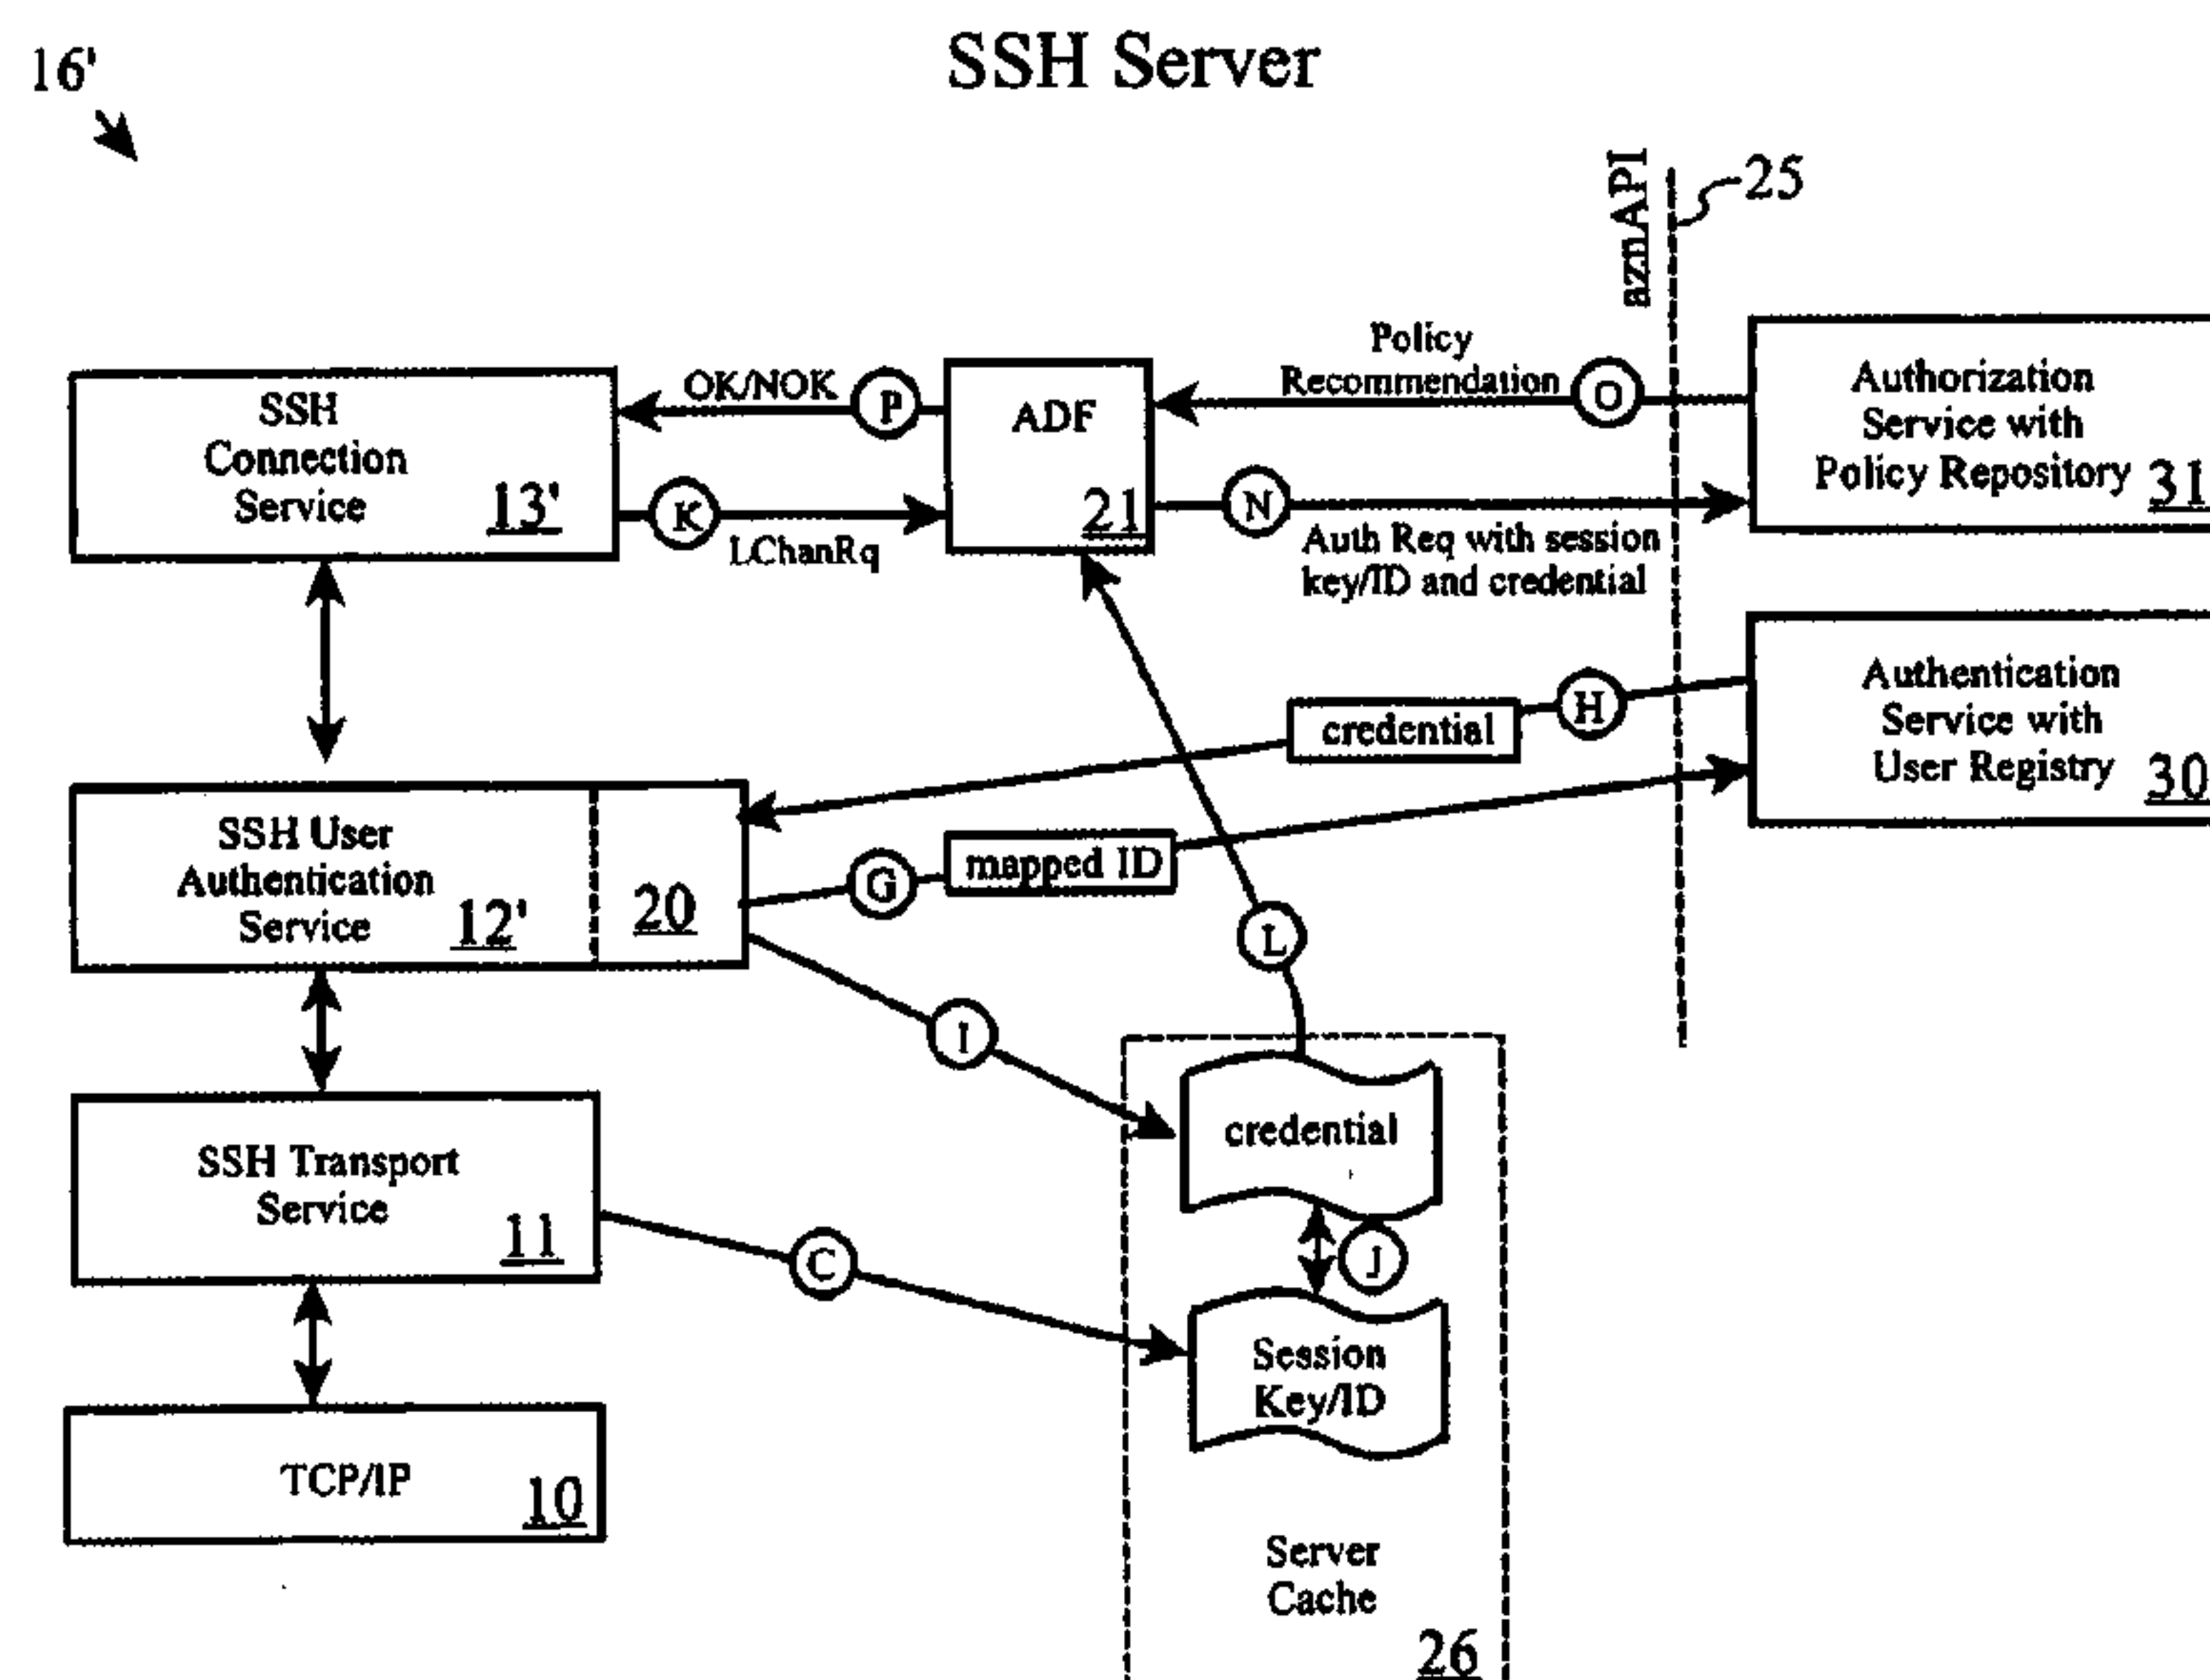 SSH Server
16'
aznAPI
25
SSH
Connection
Service
13'
OK/NOK
P
K
LChanRq
ADF
21
Policy
Recommendation
O
N
Auth Req with session
key/ID and credential
Authorization
Service with
Policy Repository
31
Authentication
Service with
User Registry
30
credential
H
SSH User
Authentication
Service
12'
20
G
mapped ID
L
I
SSH Transport
Service
11
C
credential
J
Session
Key/ID
TCP/IP
10
Server
Cache
26